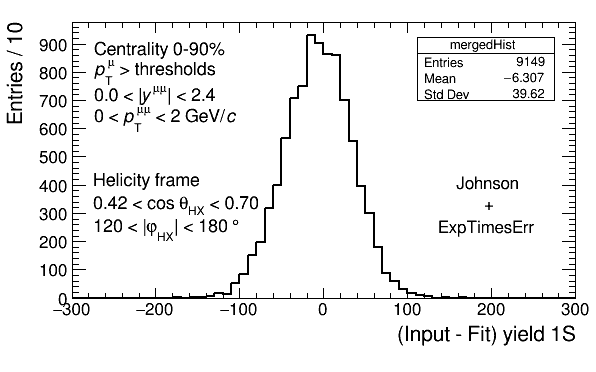 Entries / 10
900
800
700
600
500
400
300
200
100
0
Centrality 0-90%
p_T^μ > thresholds
0.0 < |y^μμ| < 2.4
0 < p_T^μμ < 2 GeV/c
Helicity frame
0.42 < cos θ_HX < 0.70
120 < |φ_HX| < 180 °
mergedHist
Entries 9149
Mean −6.307
Std Dev 39.62
Johnson
+
ExpTimesErr
−300 −200 −100 0 100 200 300
(Input - Fit) yield 1S